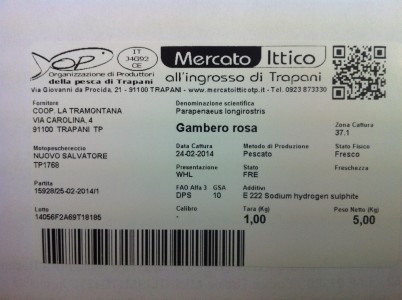 OP
IT
34G92
CE
Organizzazione di Produttori
della pesca di Trapani
Mercato Ittico
all'ingrosso di Trapani
Via Giovanni da Procida, 21 - 91100 TRAPANI - www.mercatoitticotp.it - Tel. 0923 873330
Fornitore
COOP. LA TRAMONTANA
VIA CAROLINA, 4
91100 TRAPANI TP
Denominazione scientifica
Parapenaeus longirostris
Gambero rosa
Zona Cattura
37.1
Motopeschereccio
NUOVO SALVATORE
TP1768
Data Cattura
24-02-2014
Metodo di Produzione
Pescato
Stato Fisico
Fresco
Presentazione
WHL
Stato
FRE
Freschezza
Partita
15928/25-02-2014/1
FAO Alfa 3
DPS
GSA
10
Additivi
E 222 Sodium hydrogen sulphite
Lotto
14056F2A69T18195
Calibro
-
Tara (Kg)
1,00
Peso Netto (Kg)
5,00